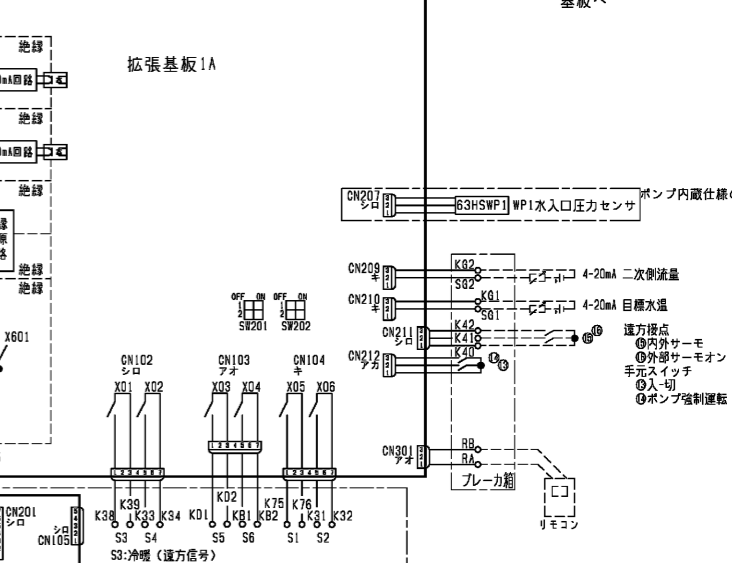 基板へ
絶縁
拡張基板1A
mA回路
絶縁
mA回路
絶縁
CN207
シロ
63HSWP1
WP1水入口圧力センサ
ポンプ内蔵仕様
絶縁
絶縁
CN209
キ
KG2
SG2
4-20mA 二次側流量
CN210
キ
KG1
SG1
4-20mA 目標水温
OFF ON
OFF ON
1
2
1
2
SW201
SW202
X601
CN211
シロ
K42
K41
K40
⑮
⑯
遠方接点
⑮内外サーモ
⑯外部サーモオン
CN212
アカ
⑭
⑬
手元スイッチ
⑬入-切
⑭ポンプ強制運転
CN102
シロ
CN103
アオ
CN104
キ
X01
X02
X03
X04
X05
X06
CN301
アオ
RB
RA
ブレーカ箱
リモコン
K38
K39
K33
K34
KD1
KD2
KB1
KB2
K75
K76
K31
K32
S3
S4
S5
S6
S1
S2
CN201
シロ
シロ
CN105
S3:冷暖（遠方信号）